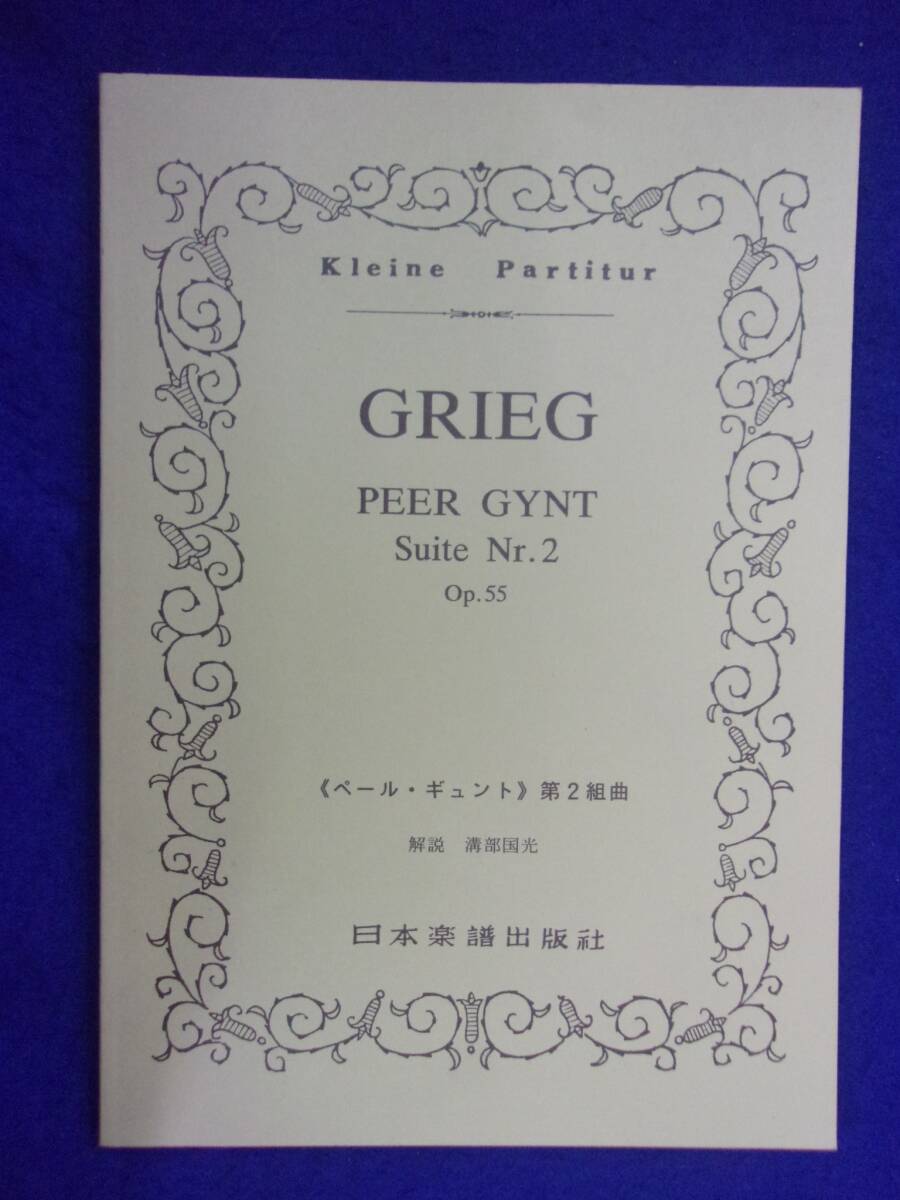 Kleine Partitur
GRIEG
PEER GYNT
Suite Nr.2
Op.55
《ペール・ギュント》第2組曲
解説 溝部国光
日本楽譜出版社